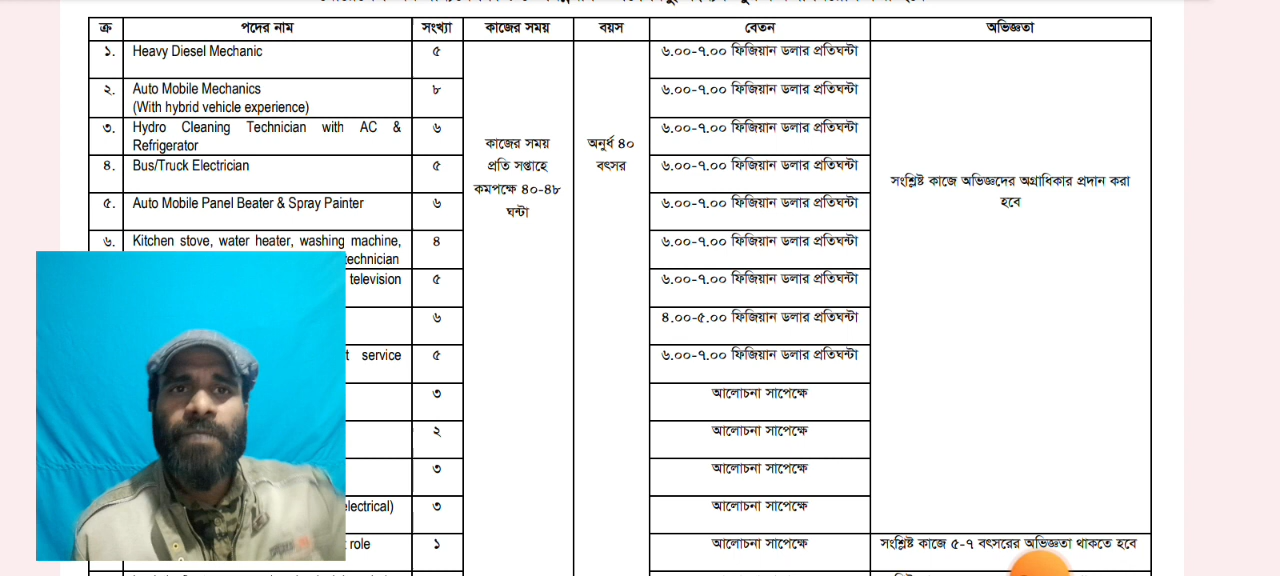 ক্র পদের নাম সংখ্যা কাজের সময় বয়স বেতন অভিজ্ঞতা
১. Heavy Diesel Mechanic ৫ ৬.০০-৭.০০ ফিজিয়ান ডলার প্রতিঘন্টা
২. Auto Mobile Mechanics ৮ ৬.০০-৭.০০ ফিজিয়ান ডলার প্রতিঘন্টা
(With hybrid vehicle experience)
৩. Hydro Cleaning Technician with AC & ৬ ৬.০০-৭.০০ ফিজিয়ান ডলার প্রতিঘন্টা
Refrigerator
কাজের সময়
প্রতি সপ্তাহে
কমপক্ষে ৪০-৪৮
ঘন্টা
অনুর্ধ ৪০
বৎসর
৪. Bus/Truck Electrician ৫ ৬.০০-৭.০০ ফিজিয়ান ডলার প্রতিঘন্টা
সংশ্লিষ্ট কাজে অভিজ্ঞদের অগ্রাধিকার প্রদান করা
হবে
৫. Auto Mobile Panel Beater & Spray Painter ৬ ৬.০০-৭.০০ ফিজিয়ান ডলার প্রতিঘন্টা
৬. Kitchen stove, water heater, washing machine, ৪ ৬.০০-৭.০০ ফিজিয়ান ডলার প্রতিঘন্টা
technician
television ৫ ৬.০০-৭.০০ ফিজিয়ান ডলার প্রতিঘন্টা
৬ ৪.০০-৫.০০ ফিজিয়ান ডলার প্রতিঘন্টা
service ৫ ৬.০০-৭.০০ ফিজিয়ান ডলার প্রতিঘন্টা
৩ আলোচনা সাপেক্ষে
২ আলোচনা সাপেক্ষে
৩ আলোচনা সাপেক্ষে
electrical) ৩ আলোচনা সাপেক্ষে
role ১ আলোচনা সাপেক্ষে সংশ্লিষ্ট কাজে ৫-৭ বৎসরের অভিজ্ঞতা থাকতে হবে